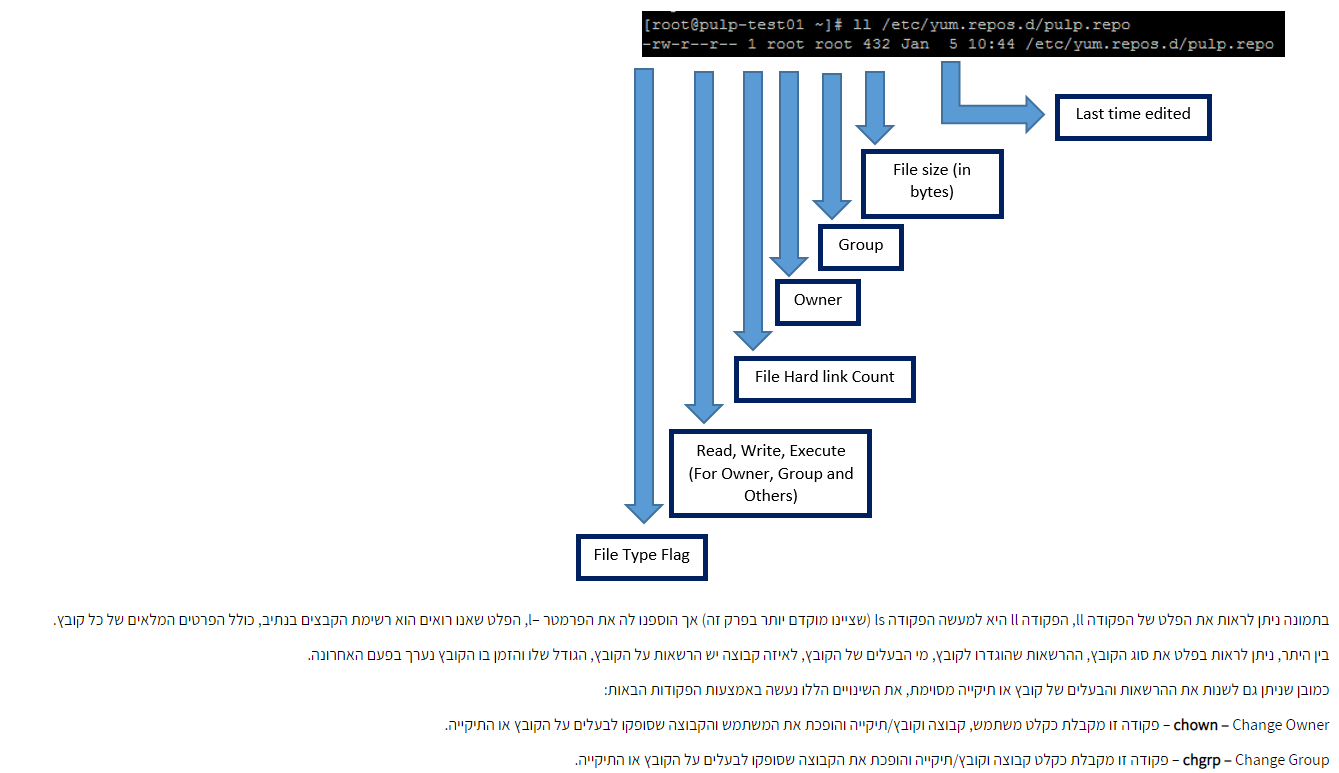 [root@pulp-test01 ~]# ll /etc/yum.repos.d/pulp.repo
-rw-r--r-- 1 root root 432 Jan  5 10:44 /etc/yum.repos.d/pulp.repo
Last time edited
File size (in
bytes)
Group
Owner
File Hard link Count
Read, Write, Execute
(For Owner, Group and
Others)
File Type Flag
בתמונה ניתן לראות את הפלט של הפקודה ll, הפקודה ll היא למעשה הפקודה ls (שציינו מוקדם יותר בפרק זה) אך הוספנו לה את הפרמטר –l, הפלט שאנו רואים הוא רשימת הקבצים בנתיב, כולל הפרטים המלאים של כל קובץ.
בין היתר, ניתן לראות בפלט את סוג הקובץ, ההרשאות שהוגדרו לקובץ, מי הבעלים של הקובץ, לאיזה קבוצה יש הרשאות על הקובץ, הגודל שלו והזמן בו הקובץ נערך בפעם האחרונה.
כמובן שניתן גם לשנות את ההרשאות והבעלים של קובץ או תיקייה מסוימת, את השינויים הללו נעשה באמצעות הפקודות הבאות:
chown – Change Owner – פקודה זו מקבלת כקלט משתמש, קבוצה וקובץ/תיקייה והופכת את המשתמש והקבוצה שסופקו לבעלים על הקובץ או התיקייה.
chgrp – Change Group – פקודה זו מקבלת כקלט קבוצה וקובץ/תיקייה והופכת את הקבוצה שסופקו לבעלים על הקובץ או התיקייה.